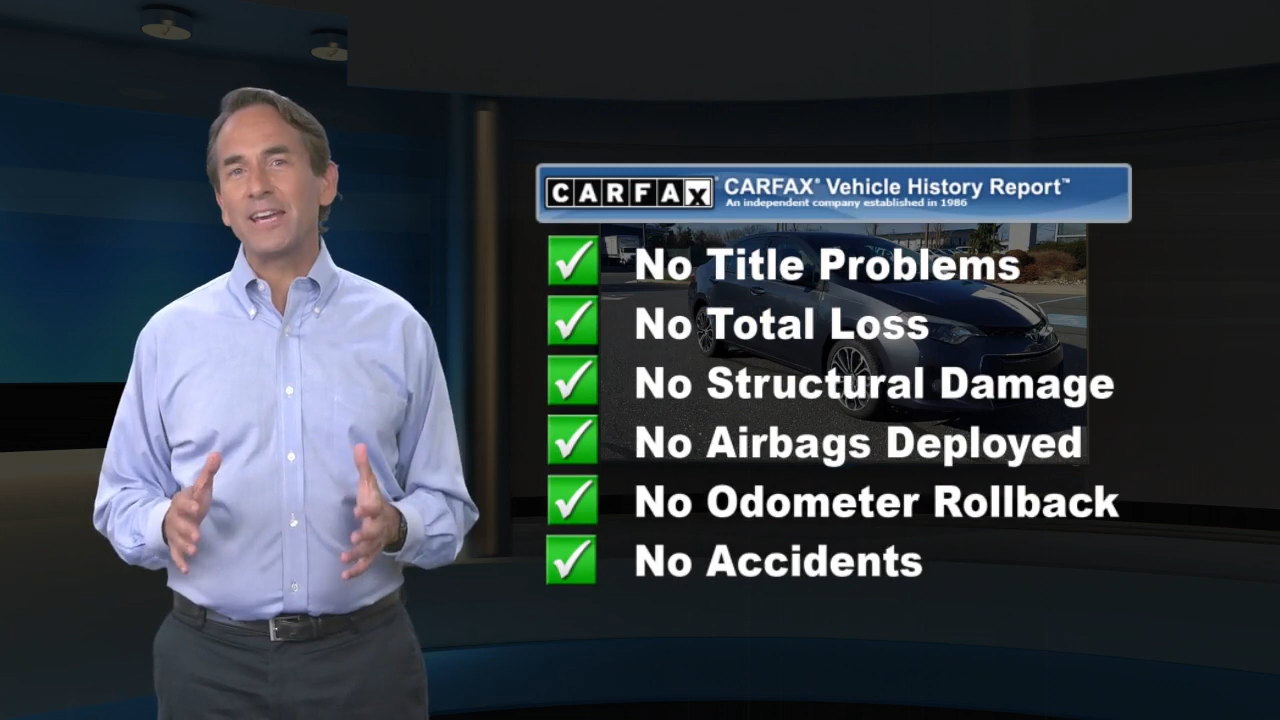 CARFAX® CARFAX® Vehicle History Report™
An independent company established in 1986
No Title Problems
No Total Loss
No Structural Damage
No Airbags Deployed
No Odometer Rollback
No Accidents